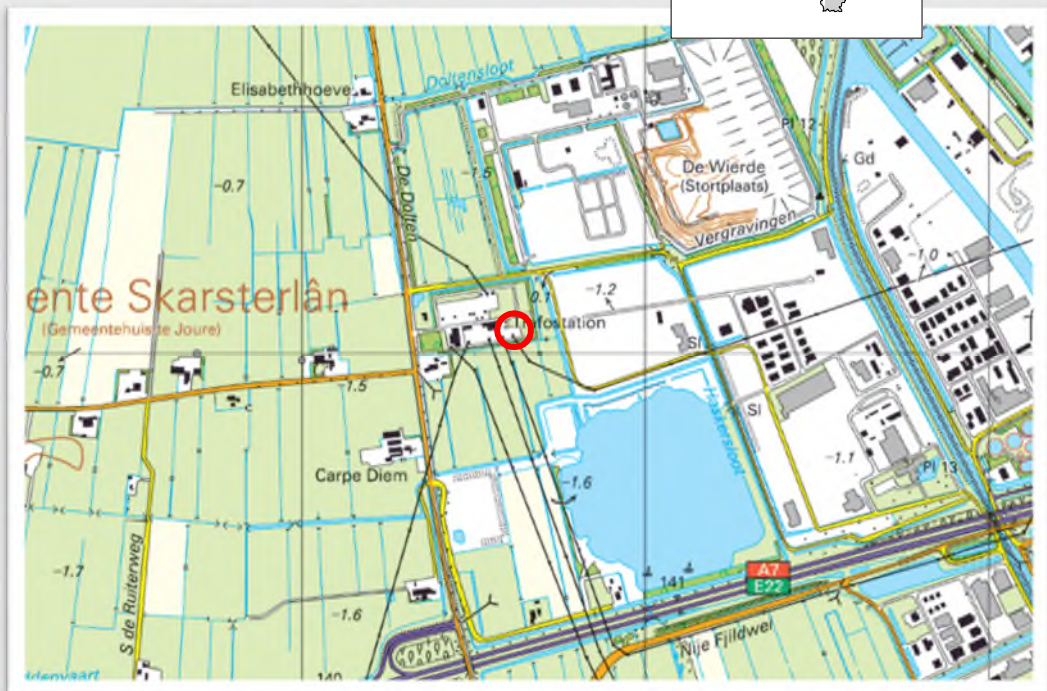 Elisabethhoeve
Doltensloot
Pl 12
Gd
De Wierde
(Stortplaats)
Vergravingen
-0.7
-1.5
De Dolten
-1.0
ente Skarsterlân
(Gemeentehuis te Joure)
0.1
-1.2
Sl
-0.7
-1.5
Hastersloot
Sl
-1.1
Pl 13
Carpe Diem
-1.6
A7
E22
141
-1.7
S de Ruiterweg
-1.6
Nije Fjildwei
140